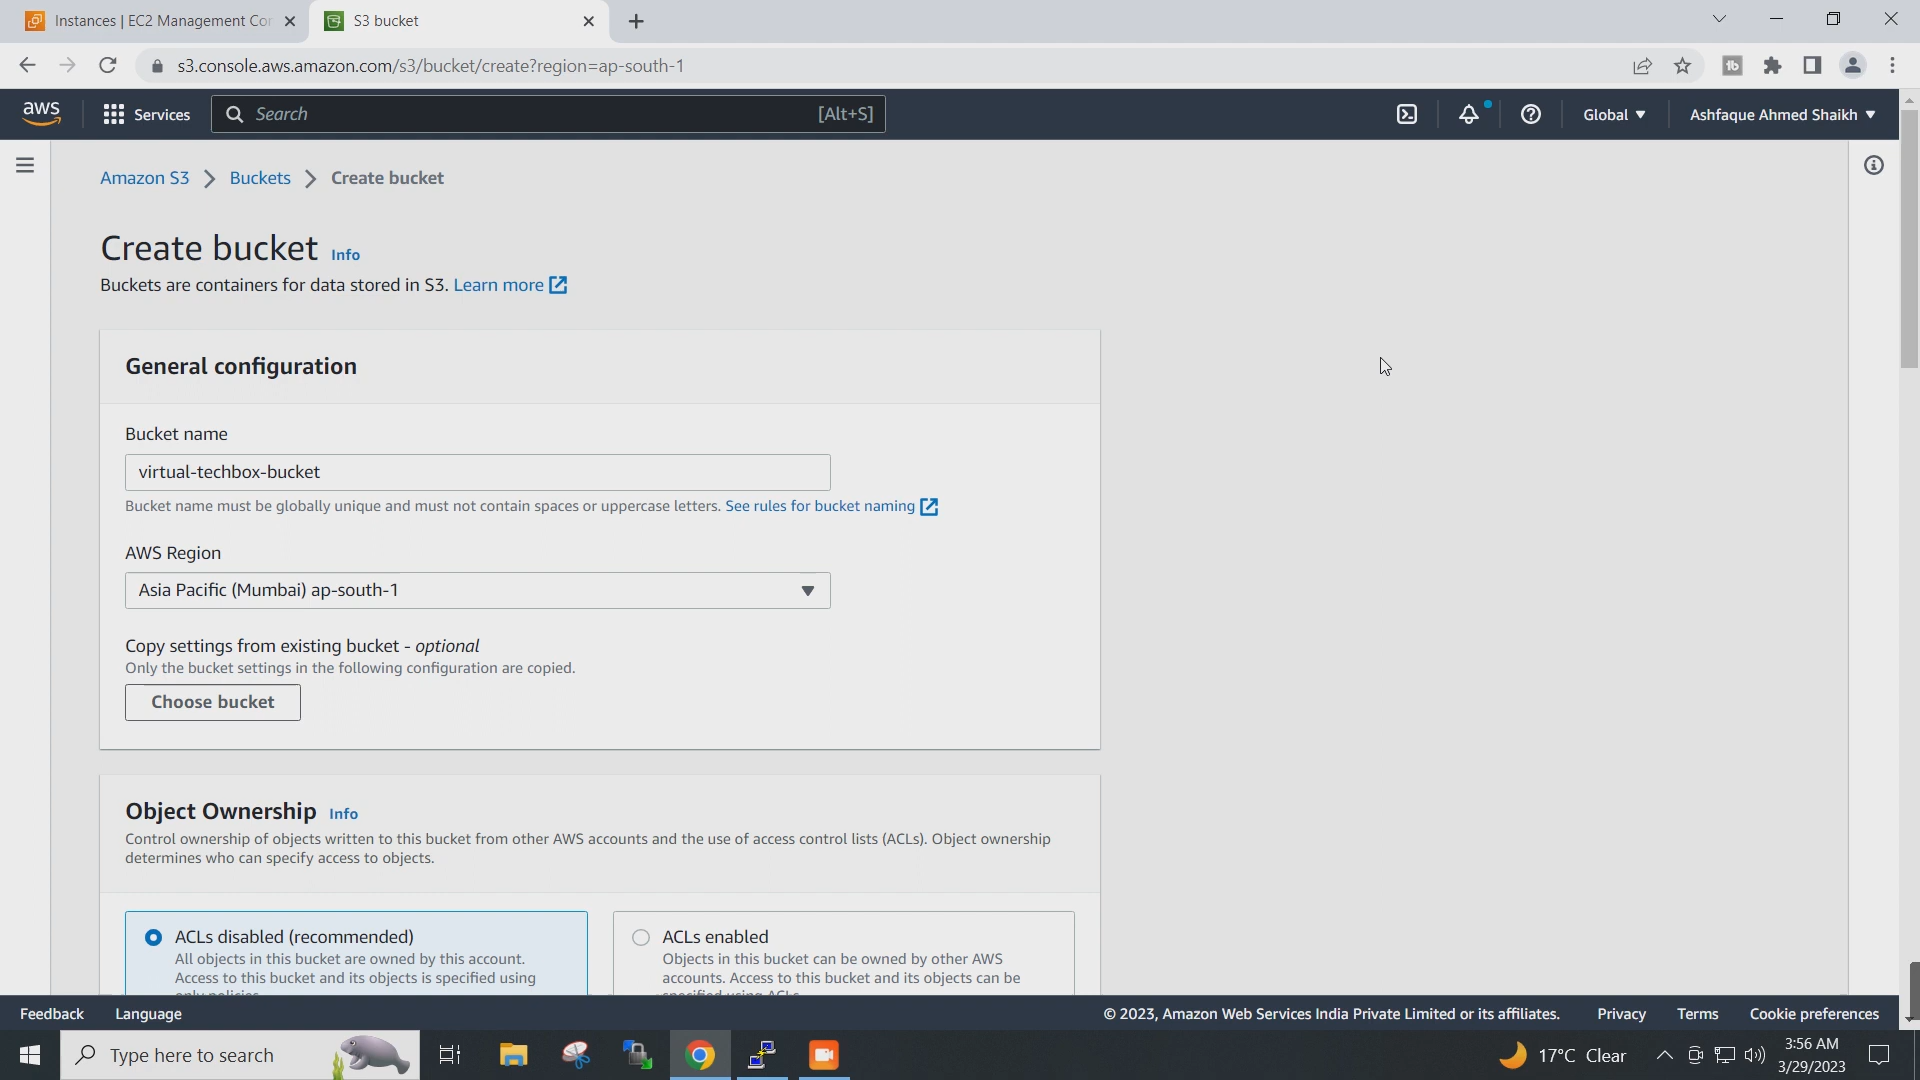 Instances | EC2 Management Con
S3 bucket
s3.console.aws.amazon.com/s3/bucket/create?region=ap-south-1
aws
Services
Search
[Alt+S]
Global
Ashfaque Ahmed Shaikh
Amazon S3
Buckets
Create bucket
Create bucket Info
Buckets are containers for data stored in S3. Learn more
General configuration
Bucket name
virtual-techbox-bucket
Bucket name must be globally unique and must not contain spaces or uppercase letters. See rules for bucket naming
AWS Region
Asia Pacific (Mumbai) ap-south-1
Copy settings from existing bucket - optional
Only the bucket settings in the following configuration are copied.
Choose bucket
Object Ownership Info
Control ownership of objects written to this bucket from other AWS accounts and the use of access control lists (ACLs). Object ownership
determines who can specify access to objects.
ACLs disabled (recommended)
All objects in this bucket are owned by this account.
Access to this bucket and its objects is specified using
only policies.
ACLs enabled
Objects in this bucket can be owned by other AWS
accounts. Access to this bucket and its objects can be
specified using ACLs.
Feedback
Language
© 2023, Amazon Web Services India Private Limited or its affiliates.
Privacy
Terms
Cookie preferences
Type here to search
17°C Clear
3:56 AM
3/29/2023